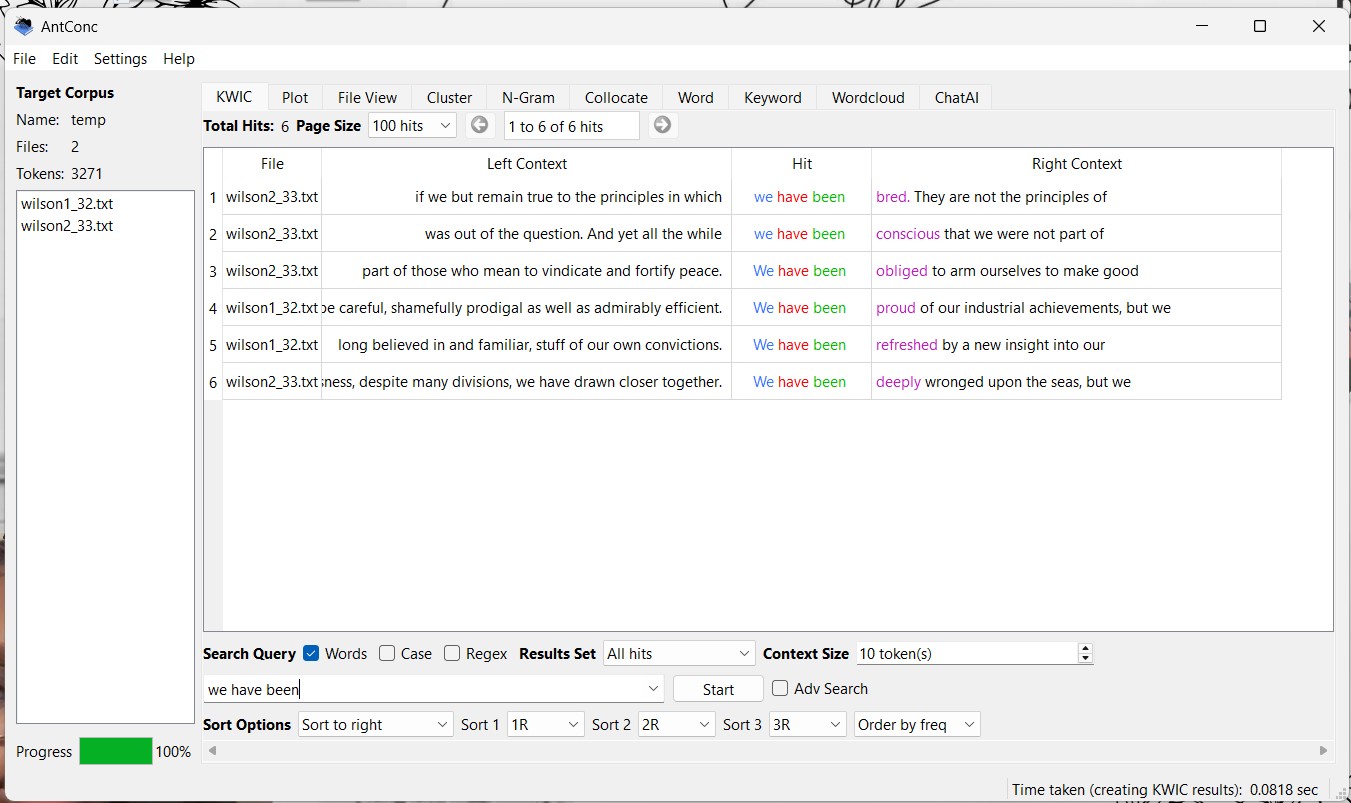 AntConc
File Edit Settings Help
Target Corpus
Name: temp
Files: 2
Tokens: 3271
wilson1_32.txt
wilson2_33.txt
Progress 100%
KWIC Plot File View Cluster N-Gram Collocate Word Keyword Wordcloud ChatAI
Total Hits: 6 Page Size 100 hits 1 to 6 of 6 hits
File Left Context Hit Right Context
1 wilson2_33.txt if we but remain true to the principles in which we have been bred. They are not the principles of
2 wilson2_33.txt was out of the question. And yet all the while we have been conscious that we were not part of
3 wilson2_33.txt part of those who mean to vindicate and fortify peace. We have been obliged to arm ourselves to make good
4 wilson1_32.txt be careful, shamefully prodigal as well as admirably efficient. We have been proud of our industrial achievements, but we
5 wilson1_32.txt long believed in and familiar, stuff of our own convictions. We have been refreshed by a new insight into our
6 wilson2_33.txt ness, despite many divisions, we have drawn closer together. We have been deeply wronged upon the seas, but we
Search Query Words Case Regex Results Set All hits Context Size 10 token(s)
we have been Start Adv Search
Sort Options Sort to right Sort 1 1R Sort 2 2R Sort 3 3R Order by freq
Time taken (creating KWIC results): 0.0818 sec